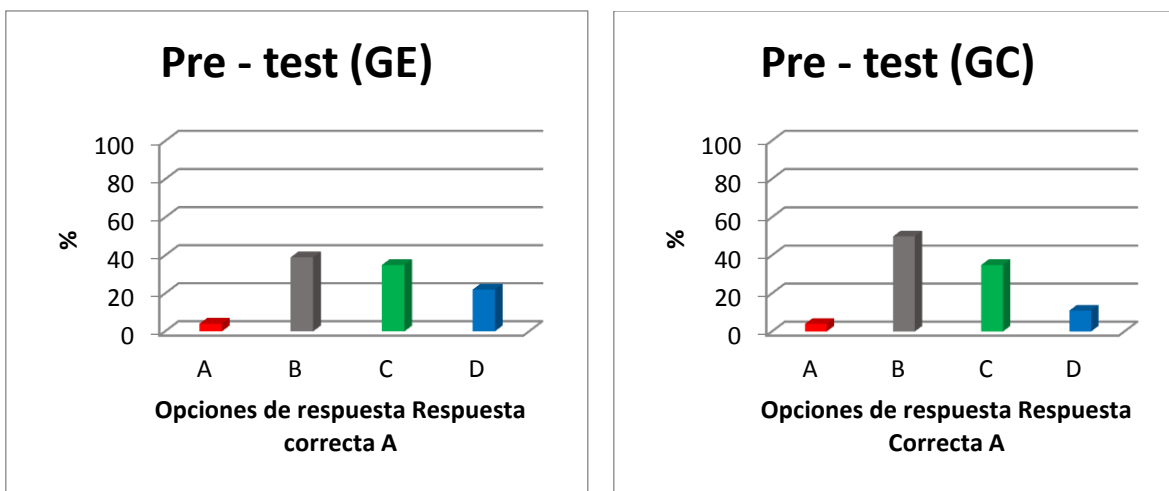 Pre - test (GE)
100
80
60
40
20
0
%
A B C D
Opciones de respuesta Respuesta
correcta A
Pre - test (GC)
100
80
60
40
20
0
%
A B C D
Opciones de respuesta Respuesta
Correcta A